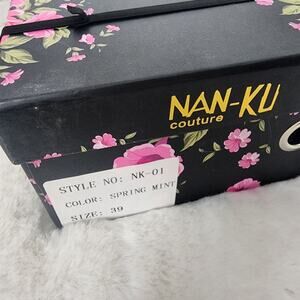 NAN-KU
couture
STYLE NO: NK-01
COLOR: SPRING MINT
SIZE: 39